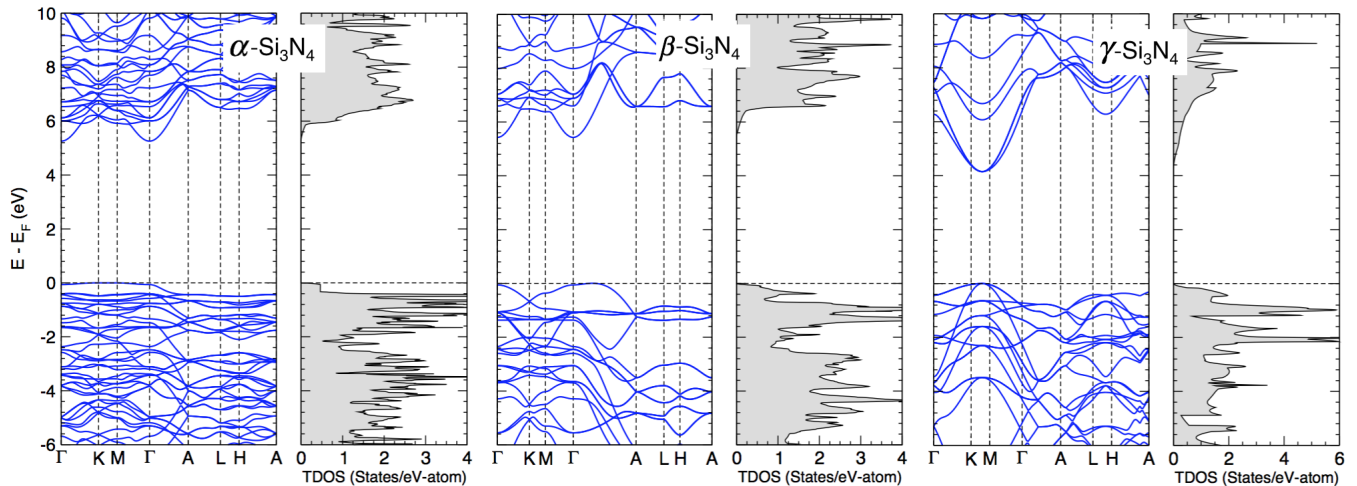 10
8
6
4
2
0
-2
-4
-6
E - E_F (eV)
α-Si₃N₄
β-Si₃N₄
γ-Si₃N₄
Γ K M Γ A L H A
0 1 2 3 4
TDOS (States/eV-atom)
Γ K M Γ A L H A
0 1 2 3 4
TDOS (States/eV-atom)
Γ K M Γ A L H A
0 2 4 6
TDOS (States/eV-atom)